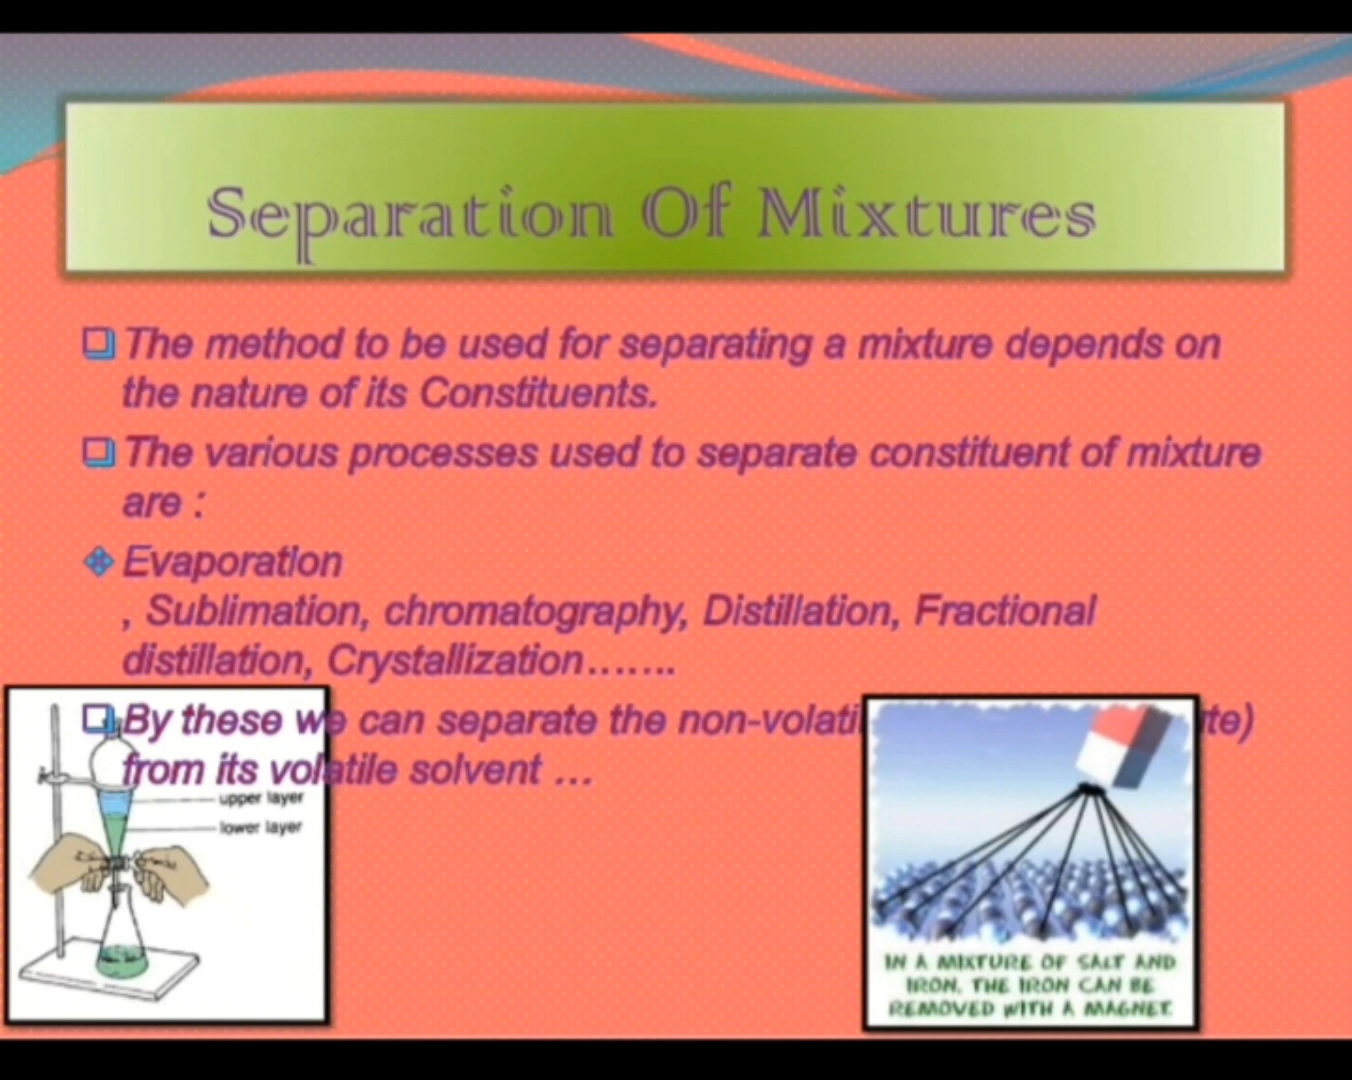 Separation Of Mixtures
The method to be used for separating a mixture depends on
the nature of its Constituents.
The various processes used to separate constituent of mixture
are :
Evaporation
, Sublimation, chromatography, Distillation, Fractional
distillation, Crystallization.......
By these we can separate the
from its volatile solvent ...
upper layer
lower layer
IN A MIXTURE OF SALT AND
IRON, THE IRON CAN BE
REMOVED WITH A MAGNET.